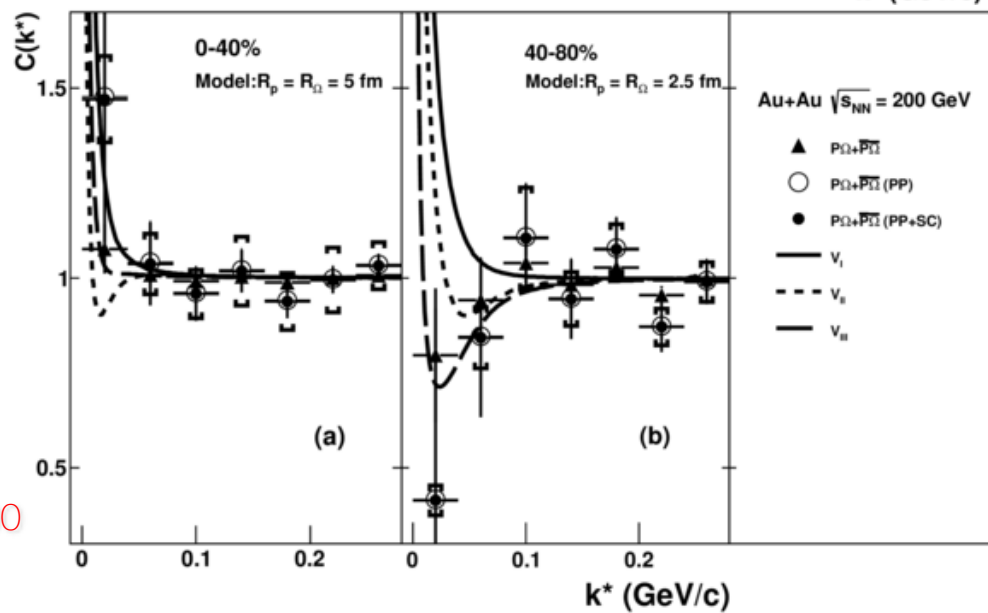 C(k*)
0-40%
Model:R_p = R_Ω = 5 fm
40-80%
Model:R_p = R_Ω = 2.5 fm
1.5
1
0.5
(a)
(b)
0
0
0.1
0.2
0
0.1
0.2
k* (GeV/c)
Au+Au √s_NN = 200 GeV
PΩ+P̅Ω̅
PΩ+P̅Ω̅ (PP)
PΩ+P̅Ω̅ (PP+SC)
V_I
V_II
V_III